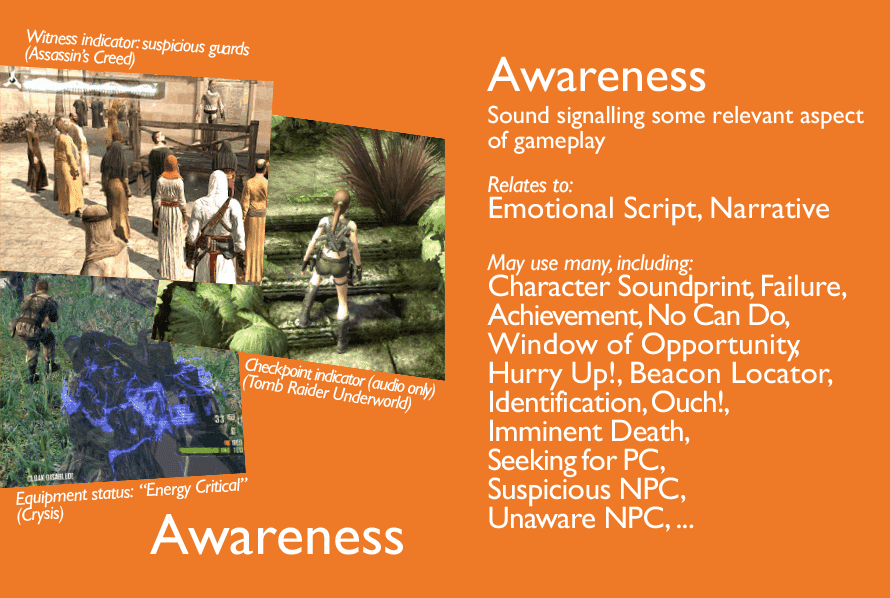 Witness indicator: suspicious guards
(Assassin's Creed)
Checkpoint indicator (audio only)
(Tomb Raider Underworld)
CLOAK DISABLED!
33
Equipment status: “Energy Critical”
(Crysis)
Awareness
Awareness
Sound signalling some relevant aspect
of gameplay
Relates to:
Emotional Script, Narrative
May use many, including:
Character Soundprint, Failure,
Achievement, No Can Do,
Window of Opportunity,
Hurry Up!, Beacon Locator,
Identification, Ouch!,
Imminent Death,
Seeking for PC,
Suspicious NPC,
Unaware NPC, ...